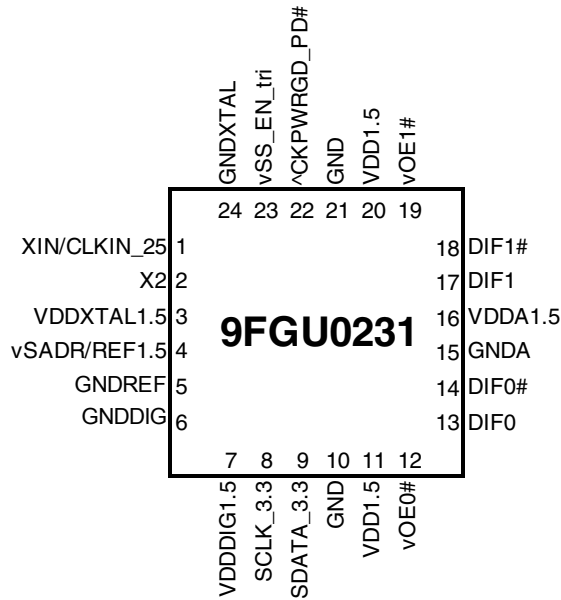 GNDXTAL
vSS_EN_tri
^CKPWRGD_PD#
GND
VDD1.5
vOE1#
24 23 22 21 20 19
XIN/CLKIN_25 1
X2 2
VDDXTAL1.5 3
vSADR/REF1.5 4
GNDREF 5
GNDDIG 6
9FGU0231
18 DIF1#
17 DIF1
16 VDDA1.5
15 GNDA
14 DIF0#
13 DIF0
7 8 9 10 11 12
VDDDIG1.5
SCLK_3.3
SDATA_3.3
GND
VDD1.5
vOE0#